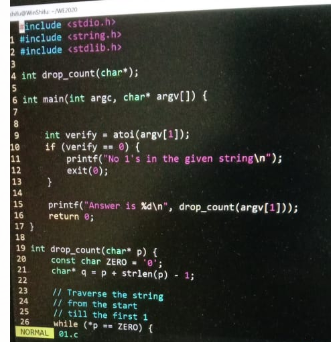 #include <stdio.h>
1 #include <string.h>
2 #include <stdlib.h>
3
4 int drop_count(char*);
5
6 int main(int argc, char* argv[]) {
7
8
9 int verify = atoi(argv[1]);
10 if (verify == 0) {
11 printf("No 1's in the given string\n");
12 exit(0);
13 }
14
15 printf("Answer is %d\n", drop_count(argv[1]));
16 return 0;
17 }
18
19 int drop_count(char* p) {
20 const char ZERO = '0';
21 char* q = p + strlen(p) - 1;
22
23 // Traverse the string
24 // from the start
25 // till the first 1
26 while (*p == ZERO) {
NORMAL 01.c